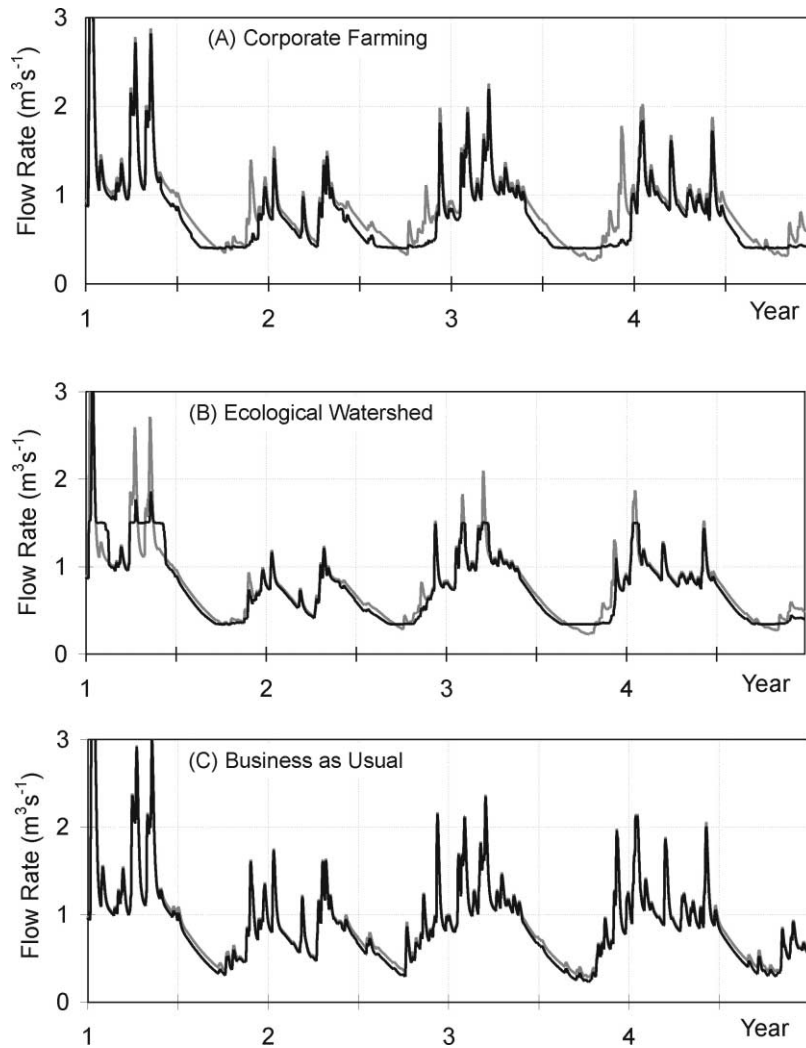 (A) Corporate Farming
Flow Rate (m³s⁻¹)
3
2
1
0
1 2 3 4 Year
(B) Ecological Watershed
Flow Rate (m³s⁻¹)
3
2
1
0
1 2 3 4 Year
(C) Business as Usual
Flow Rate (m³s⁻¹)
3
2
1
0
1 2 3 4 Year